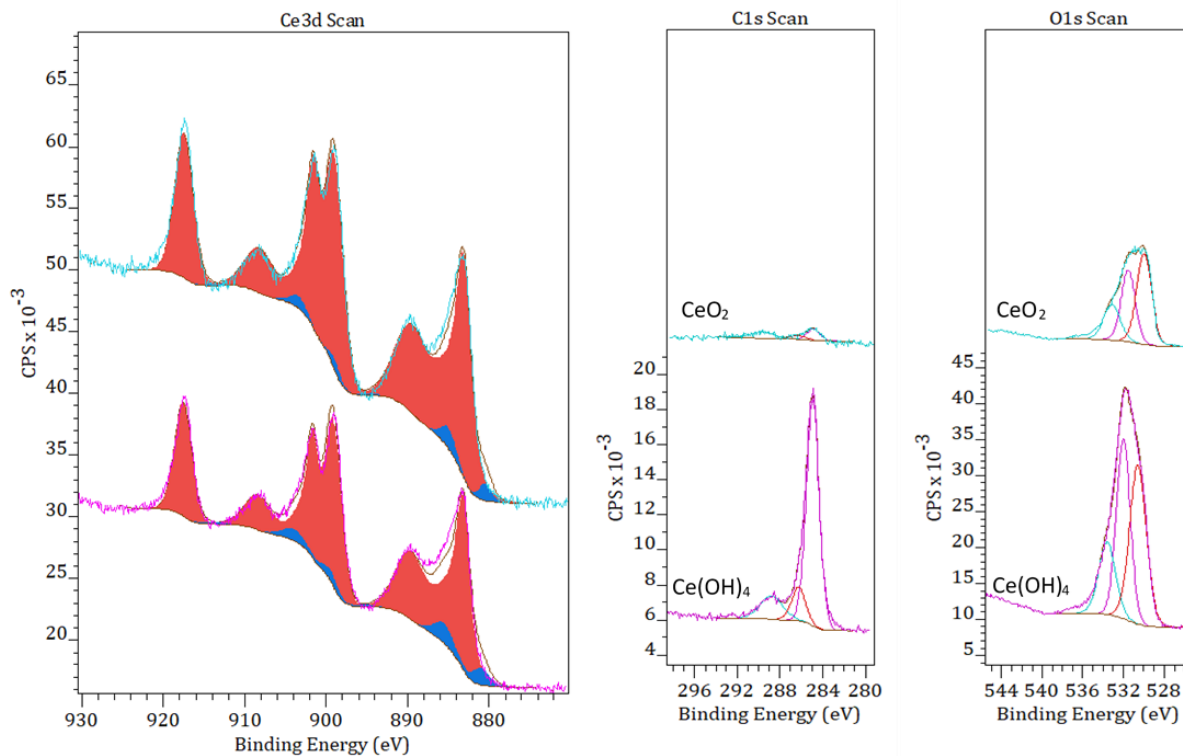 Ce3d Scan
CPS x 10⁻³
65
60
55
50
45
40
35
30
25
20
930 920 910 900 890 880
Binding Energy (eV)
C1s Scan
CeO₂
CPS x 10⁻³
20
18
16
14
12
10
8
6
4
Ce(OH)₄
296 292 288 284 280
Binding Energy (eV)
O1s Scan
CeO₂
CPS x 10⁻³
45
40
35
30
25
20
15
10
5
Ce(OH)₄
544 540 536 532 528
Binding Energy (eV)